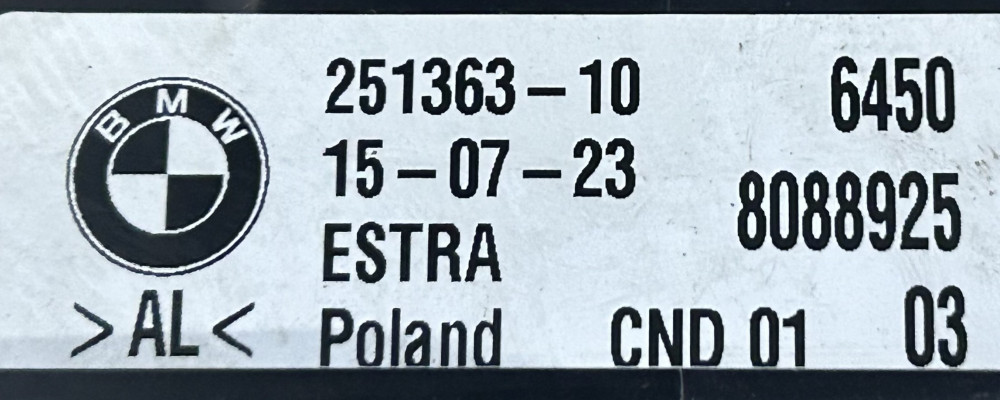 BMW
>AL<
251363-10
15-07-23
ESTRA
Poland CND 01
6450
8088925
03